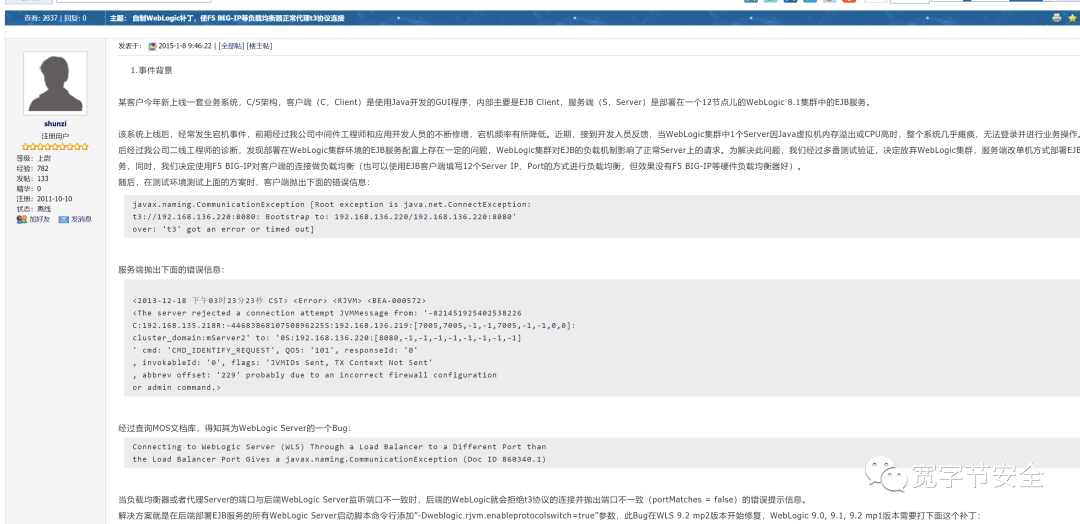 查看: 2037 | 回复: 0
主题： 自制WebLogic补丁，使F5 BIG-IP等负载均衡器正常代理t3协议连接
发表于： 2015-1-8 9:46:22 | [全部帖] [楼主帖]
shunzi
注册用户
等级：上尉
经验：782
发帖：133
精华：0
注册：2011-10-10
状态：离线
加好友 发消息
1.事件背景
某客户今年新上线一套业务系统，C/S架构，客户端（C，Client）是使用Java开发的GUI程序，内部主要是EJB Client，服务端（S，Server）是部署在一个12节点儿的WebLogic 8.1集群中的EJB服务。
该系统上线后，经常发生宕机事件，前期经过我公司中间件工程师和应用开发人员的不断修缮，宕机频率有所降低。近期，接到开发人员反馈，当WebLogic集群中1个Server因Java虚拟机内存溢出或CPU高时，整个系统几乎瘫痪，无法登录并进行业务操作。
后经过我公司二线工程师的诊断，发现部署在WebLogic集群环境的EJB服务配置上存在一定的问题，WebLogic集群对EJB的负载机制影响了正常Server上的请求。为解决此问题，我们经过多番测试验证，决定放弃WebLogic集群，服务端改单机方式部署EJB
务，同时，我们决定使用F5 BIG-IP对客户端的连接做负载均衡（也可以使用EJB客户端填写12个Server IP、Port的方式进行负载均衡，但效果没有F5 BIG-IP等硬件负载均衡器好）。
随后，在测试环境测试上面的方案时，客户端抛出下面的错误信息：
javax.naming.CommunicationException [Root exception is java.net.ConnectException:
t3://192.168.136.220:8080: Bootstrap to: 192.168.136.220/192.168.136.220:8080'
over: 't3' got an error or timed out]
服务端抛出下面的错误信息：
<2013-12-18 下午03时23分23秒 CST> <Error> <RJVM> <BEA-000572>
<The server rejected a connection attempt JVMMessage from: '-821451925402538226
C:192.168.135.218R:-4468386810750896225S:192.168.136.219:[7005,7005,-1,-1,7005,-1,-1,0,0]:
cluster_domain:mServer2' to: '0S:192.168.136.220:[8080,-1,-1,-1,-1,-1,-1,-1,-1]
' cmd: 'CMD_IDENTIFY_REQUEST', QOS: '101', responseId: '0'
, invokableId: '0', flags: 'JVMIDs Sent, TX Context Not Sent'
, abbrev offset: '229' probably due to an incorrect firewall configuration
or admin command.>
经过查询MOS文档库，得知其为WebLogic Server的一个Bug：
Connecting to WebLogic Server (WLS) Through a Load Balancer to a Different Port than
the Load Balancer Port Gives a javax.naming.CommunicationException (Doc ID 860340.1)
当负载均衡器或者代理Server的端口与后端WebLogic Server监听端口不一致时，后端的WebLogic就会拒绝t3协议的连接并抛出端口不一致（portMatches = false）的错误提示信息。
解决方案就是在后端部署EJB服务的所有WebLogic Server启动脚本命令行添加"-Dweblogic.rjvm.enableprotocolswitch=true"参数，此Bug在WLS 9.2 mp2版本开始修复，WebLogic 9.0, 9.1, 9.2 mp1版本需要打下面这个补丁：
宽字节安全